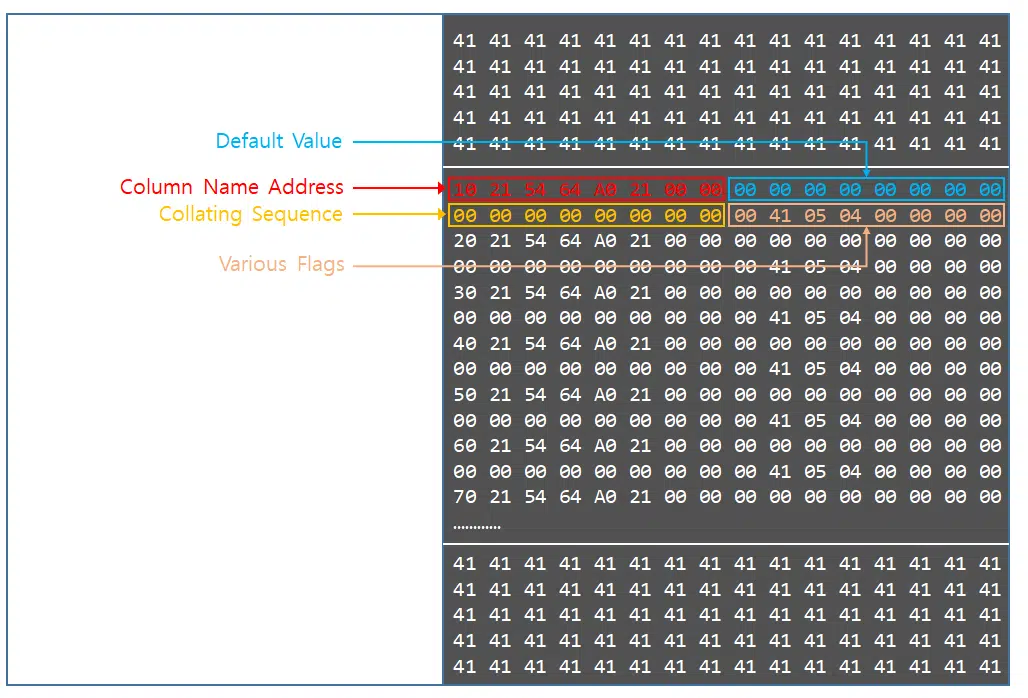 41 41 41 41 41 41 41 41 41 41 41 41 41 41 41 41
41 41 41 41 41 41 41 41 41 41 41 41 41 41 41 41
41 41 41 41 41 41 41 41 41 41 41 41 41 41 41 41
41 41 41 41 41 41 41 41 41 41 41 41 41 41 41 41
Default Value
41 41 41 41 41 41 41 41 41 41 41 41 41 41 41 41
Column Name Address
10 21 54 64 A0 21 00 00 00 00 00 00 00 00 00 00
Collating Sequence
00 00 00 00 00 00 00 00 00 41 05 04 00 00 00 00
20 21 54 64 A0 21 00 00 00 00 00 00 00 00 00 00
Various Flags
00 00 00 00 00 00 00 00 00 41 05 04 00 00 00 00
30 21 54 64 A0 21 00 00 00 00 00 00 00 00 00 00
00 00 00 00 00 00 00 00 00 41 05 04 00 00 00 00
40 21 54 64 A0 21 00 00 00 00 00 00 00 00 00 00
00 00 00 00 00 00 00 00 00 41 05 04 00 00 00 00
50 21 54 64 A0 21 00 00 00 00 00 00 00 00 00 00
00 00 00 00 00 00 00 00 00 41 05 04 00 00 00 00
60 21 54 64 A0 21 00 00 00 00 00 00 00 00 00 00
00 00 00 00 00 00 00 00 00 41 05 04 00 00 00 00
70 21 54 64 A0 21 00 00 00 00 00 00 00 00 00 00
............
41 41 41 41 41 41 41 41 41 41 41 41 41 41 41 41
41 41 41 41 41 41 41 41 41 41 41 41 41 41 41 41
41 41 41 41 41 41 41 41 41 41 41 41 41 41 41 41
41 41 41 41 41 41 41 41 41 41 41 41 41 41 41 41
41 41 41 41 41 41 41 41 41 41 41 41 41 41 41 41